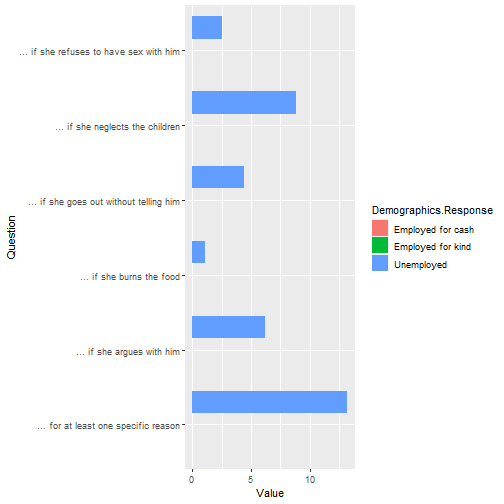 ... if she refuses to have sex with him
... if she neglects the children
... if she goes out without telling him
... if she burns the food
... if she argues with him
... for at least one specific reason
Question
0 5 10
Value
Demographics.Response
Employed for cash
Employed for kind
Unemployed